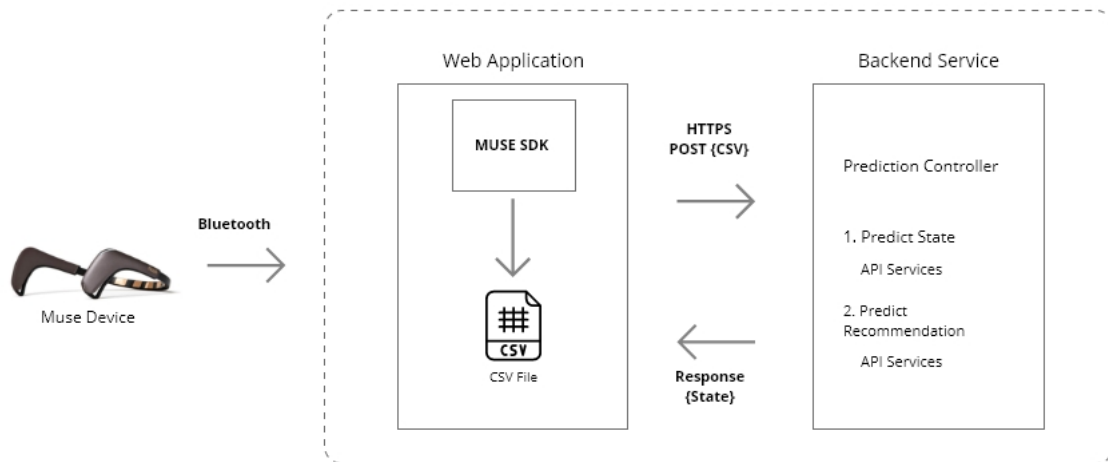 Web Application
Backend Service
MUSE SDK
HTTPS
POST {CSV}
Prediction Controller
Bluetooth
1. Predict State
API Services
2. Predict
Recommendation
API Services
Muse Device
CSV
CSV File
Response
{State}